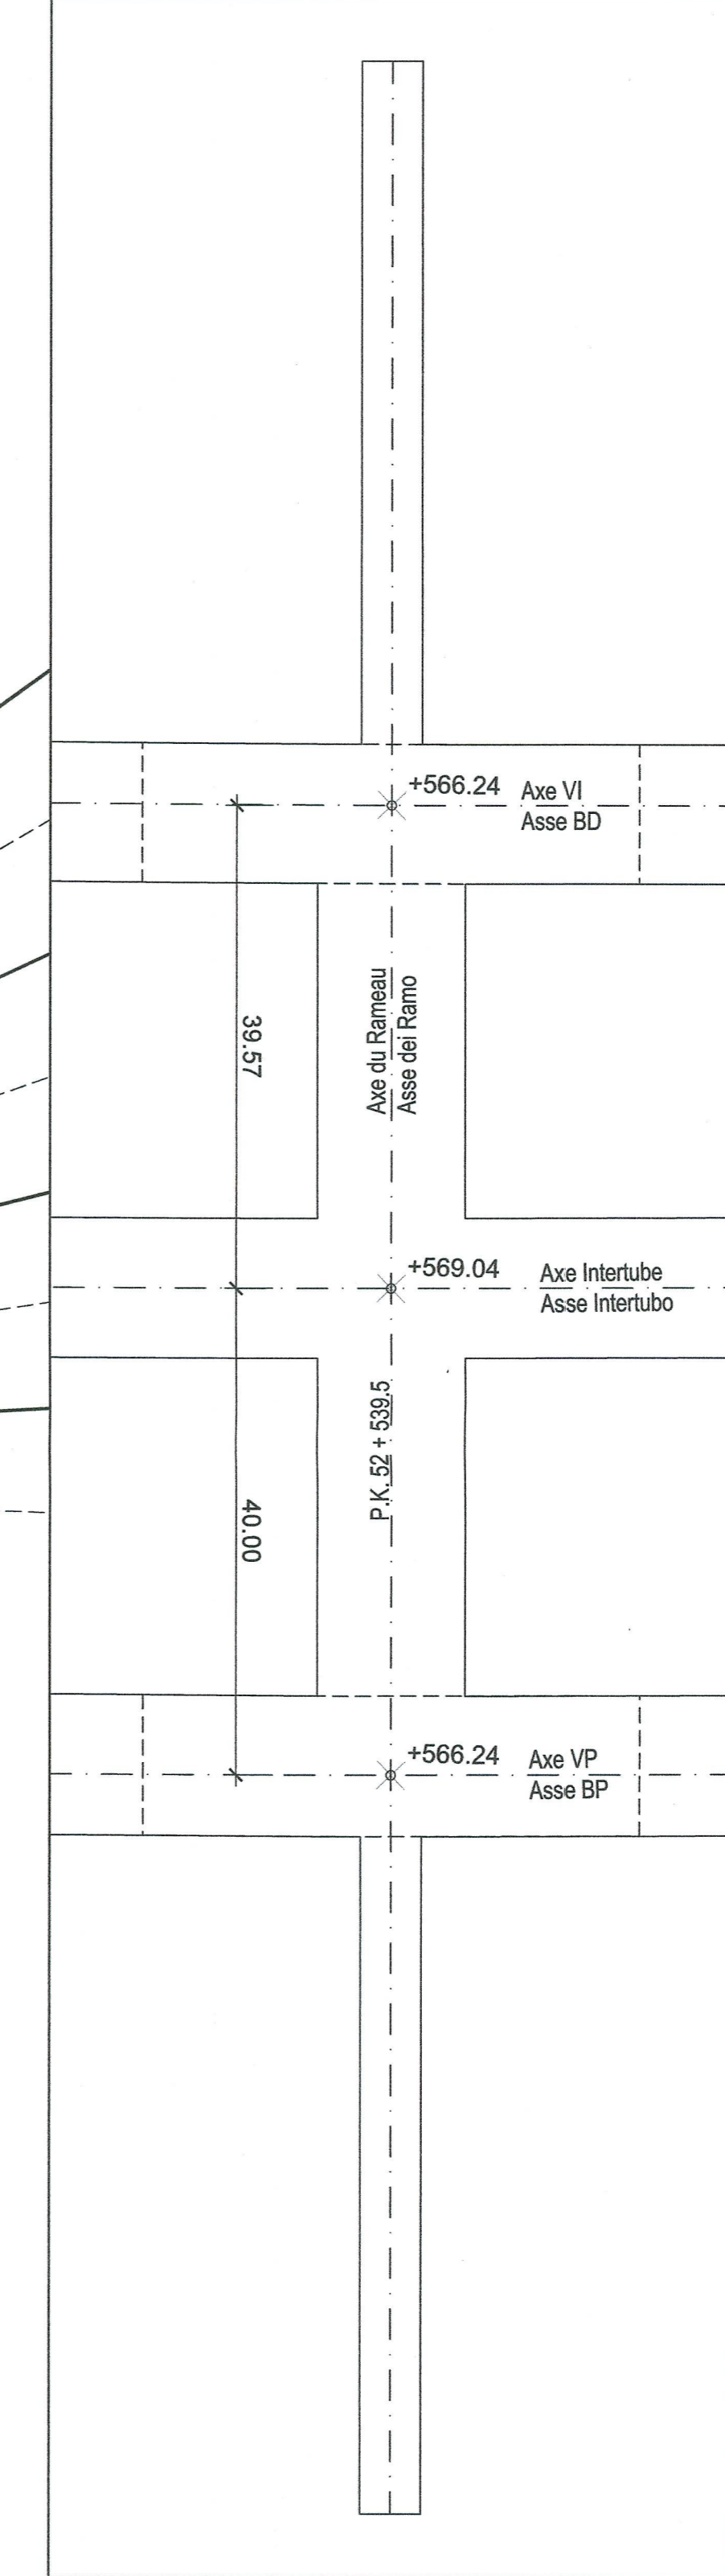 +566.24
Axe VI
Asse BD
Axe du Rameau
Asse dei Ramo
39.57
+569.04
Axe Intertube
Asse Intertubo
P.K. 52 + 539.5
40.00
+566.24
Axe VP
Asse BP